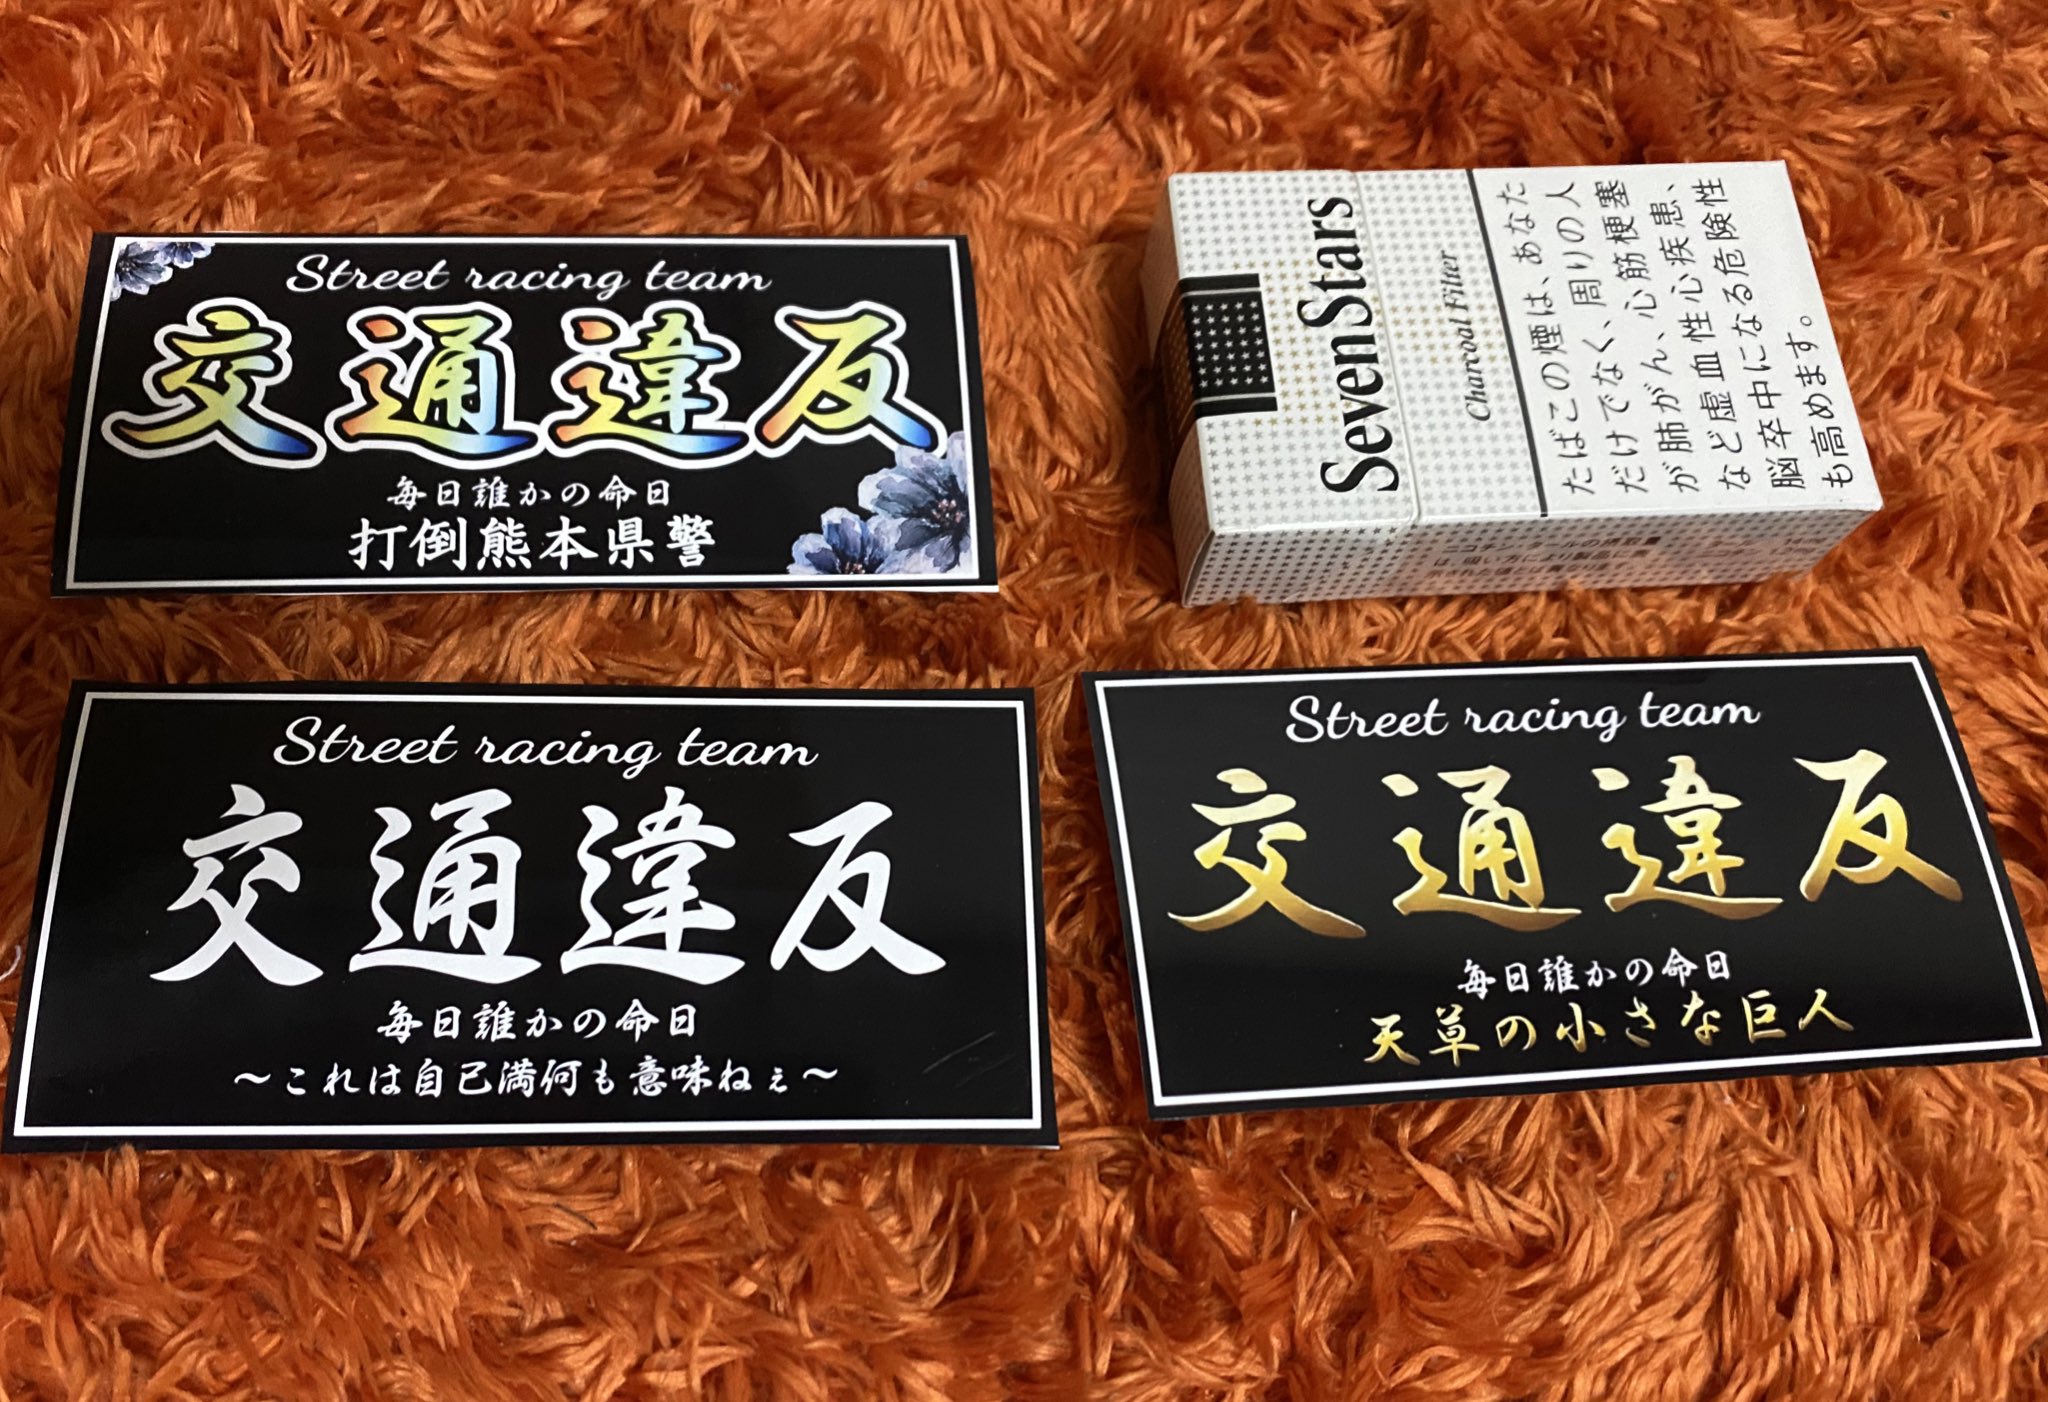 Street racing team
交通違反
毎日誰かの命日
打倒熊本県警
SevenStars
Charcoal Filter
たばこの煙は、あなた
だけでなく、周りの人
が肺がん、心筋梗塞
など虚血性心疾患、
脳卒中になる危険性
も高めます。
Street racing team
交通違反
毎日誰かの命日
〜これは自己満何も意味ねぇ〜
Street racing team
交通違反
毎日誰かの命日
天草の小さな巨人